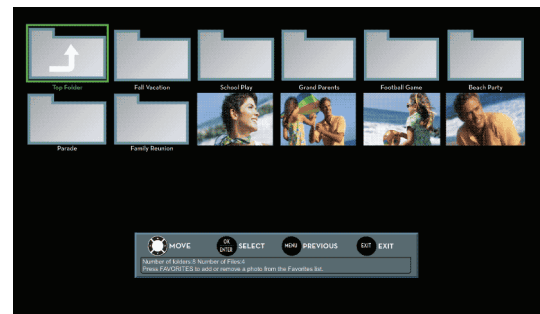 Top Folder
Fall Vacation
School Play
Grand Parents
Football Game
Beach Party
Parade
Family Reunion
MOVE
OK ENTER SELECT
MENU PREVIOUS
EXIT EXIT
Number of folders:8 Number of Files:4
Press FAVORITES to add or remove a photo from the Favorites list.